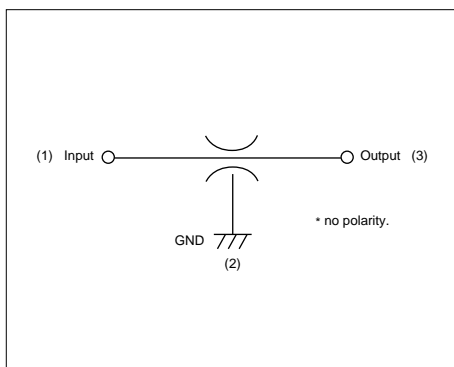 (1) Input Output (3)
* no polarity.
GND
(2)